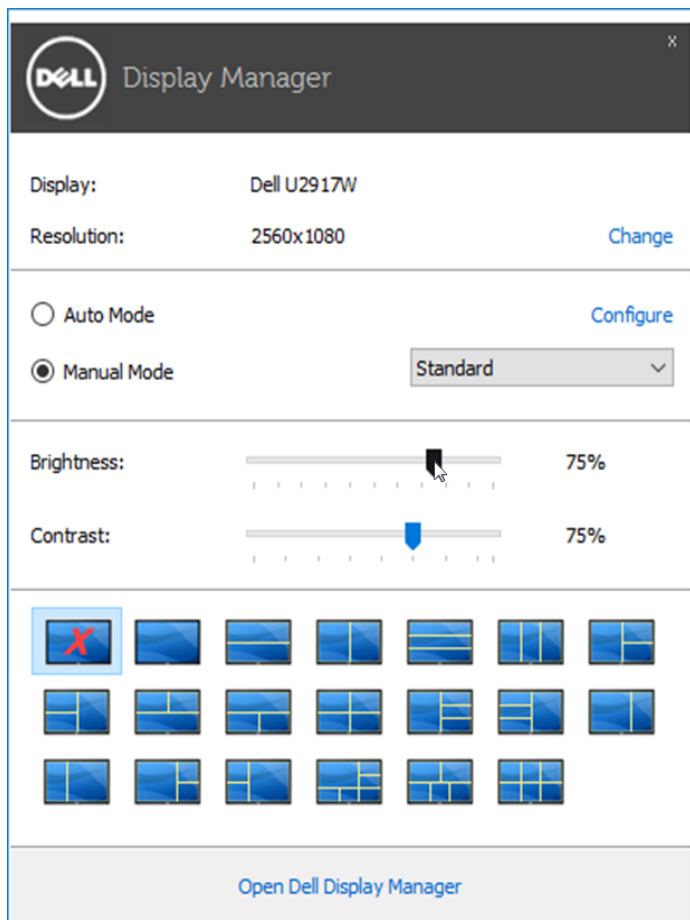 x
DELL Display Manager
Display: Dell U2917W
Resolution: 2560x1080 Change
Auto Mode Configure
Manual Mode Standard
Brightness: 75%
Contrast: 75%
Open Dell Display Manager